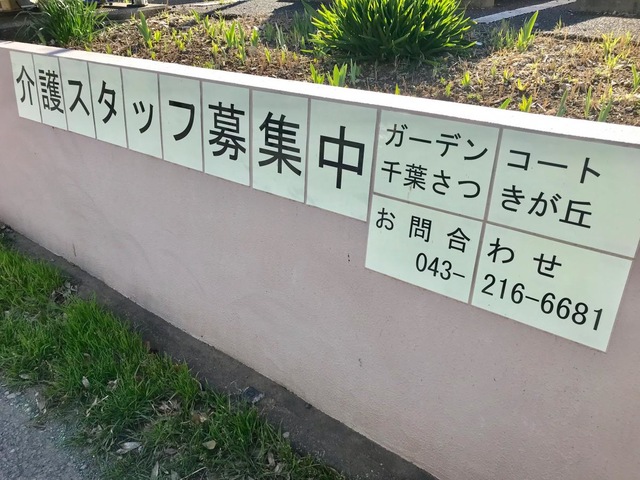 介護スタッフ募集中
ガーデンコート
千葉さつきが丘
お問合わせ
043-216-6681